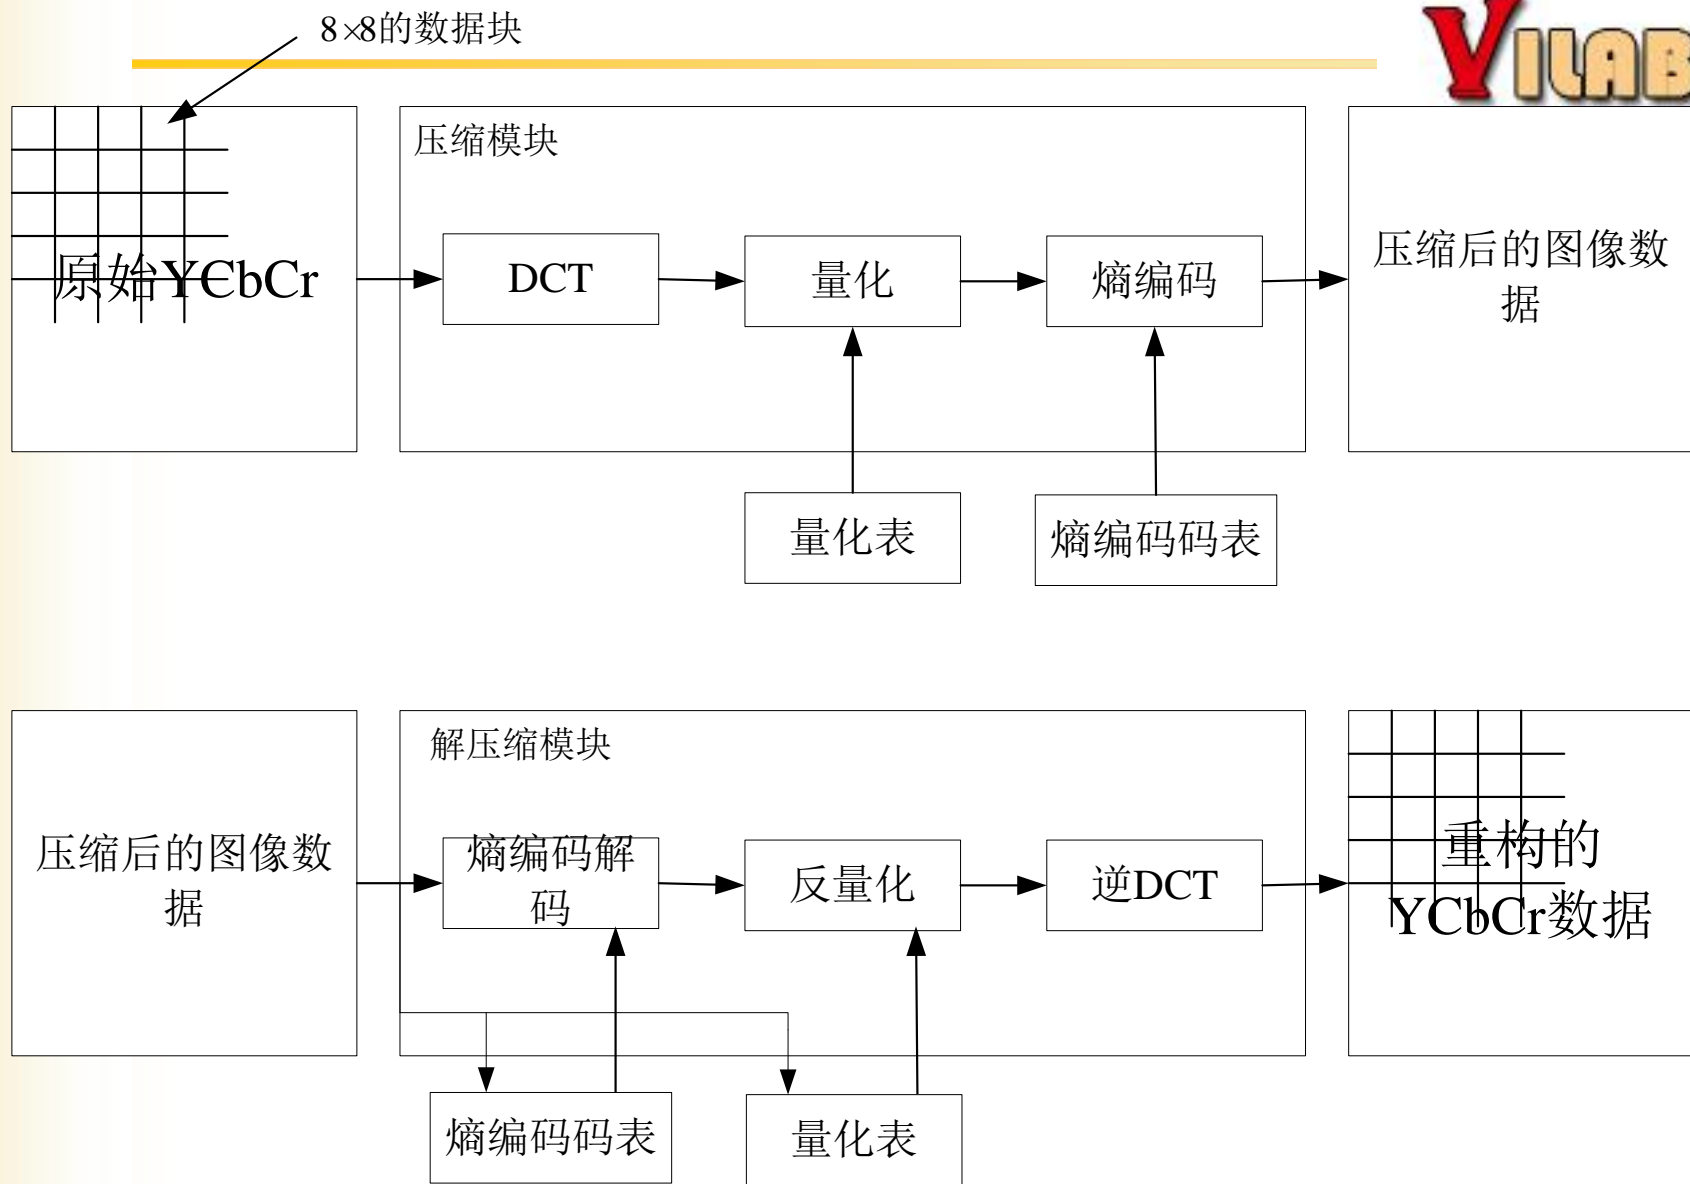 8×8的数据块
VILAB
压缩模块
原始YCbCr
DCT
量化
熵编码
压缩后的图像数
据
量化表
熵编码码表
解压缩模块
压缩后的图像数
据
熵编码解
码
反量化
逆DCT
重构的
YCbCr数据
熵编码码表
量化表